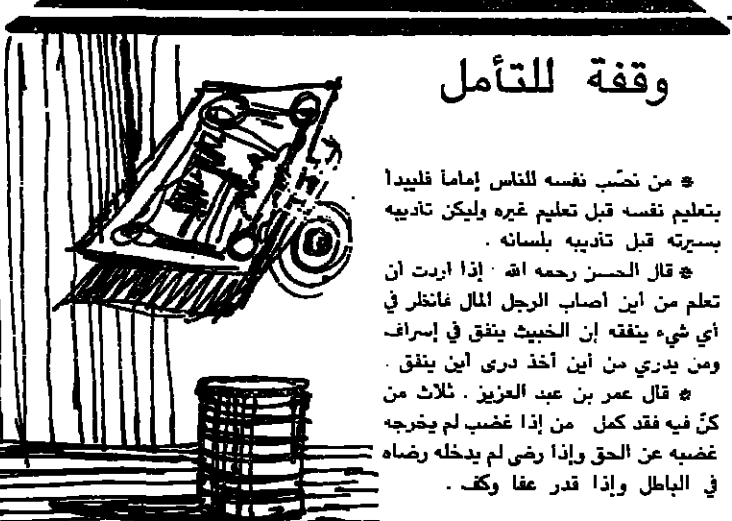 وقفة للتأمل
* من نصّب نفسه للناس إماماً فليبدأ
بتعليم نفسه قبل تعليم غيره وليكن تاديبه
بسيرته قبل تاديبه بلسانه .
* قال الحسن رحمه الله : إذا اردت أن
تعلم من أين أصاب الرجل المال فانظر في
أي شيء ينفقه إن الخبيث ينفق في إسراف
ومن يدري من أين أخذ درى أين ينفق .
* قال عمر بن عبد العزيز . ثلاث من
كنّ فيه فقد كمل من إذا غضب لم يخرجه
غضبه عن الحق وإذا رضى لم يدخله رضاه
في الباطل وإذا قدر عفا وكف .